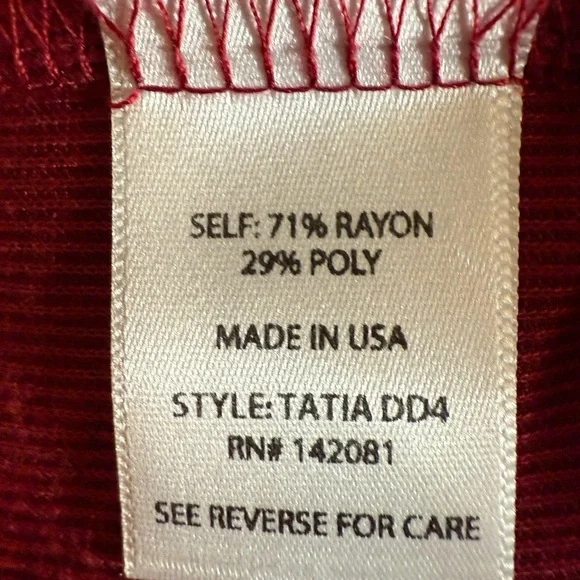 SELF: 71% RAYON
29% POLY
MADE IN USA
STYLE: TATIA DD4
RN# 142081
SEE REVERSE FOR CARE